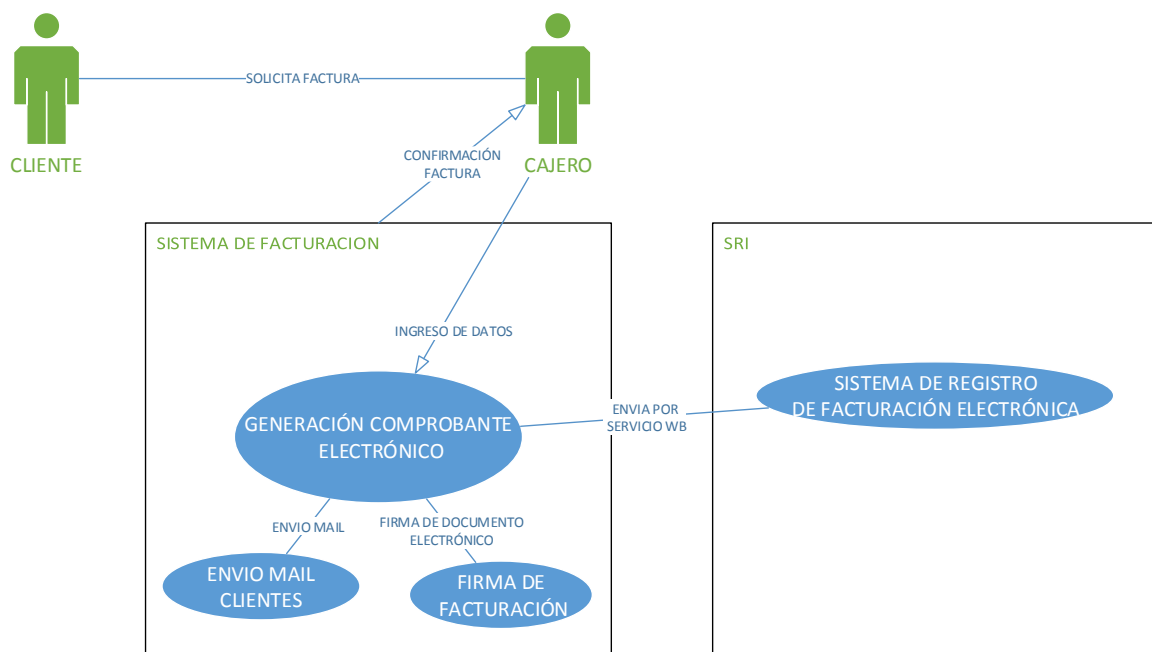 SOLICITA FACTURA
CLIENTE
CAJERO
CONFIRMACIÓN
FACTURA
SISTEMA DE FACTURACION
SRI
INGRESO DE DATOS
GENERACIÓN COMPROBANTE
ELECTRÓNICO
ENVIA POR
SERVICIO WB
SISTEMA DE REGISTRO
DE FACTURACIÓN ELECTRÓNICA
ENVIO MAIL
FIRMA DE DOCUMENTO
ELECTRÓNICO
ENVIO MAIL
CLIENTES
FIRMA DE
FACTURACIÓN